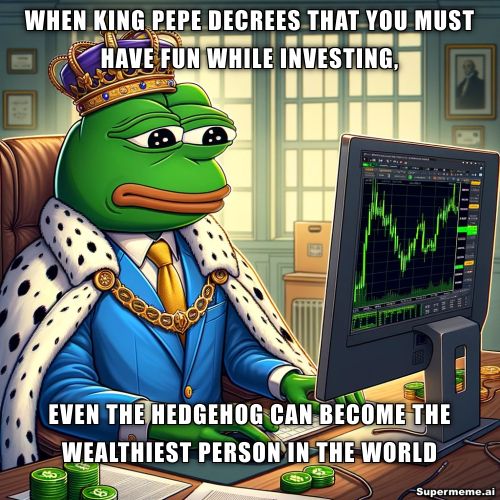 WHEN KING PEPE DECREES THAT YOU MUST
HAVE FUN WHILE INVESTING,
EVEN THE HEDGEHOG CAN BECOME THE
WEALTHIEST PERSON IN THE WORLD
Supermeme.ai